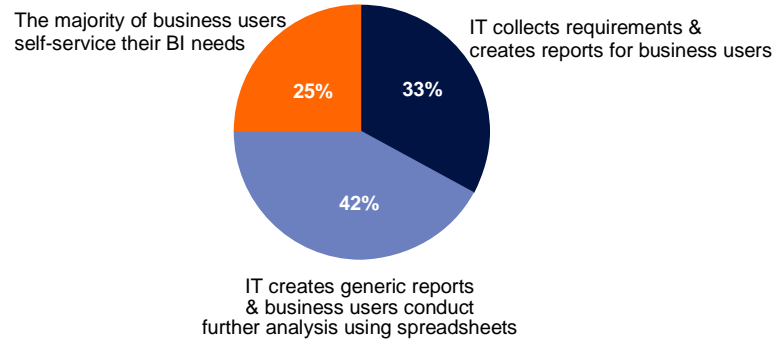 The majority of business users
self-service their BI needs
IT collects requirements &
creates reports for business users
25%
33%
42%
IT creates generic reports
& business users conduct
further analysis using spreadsheets